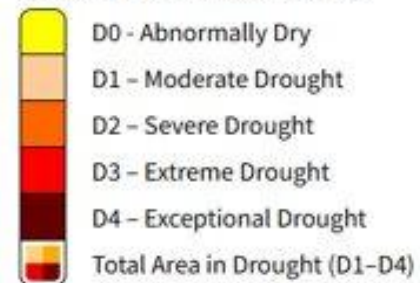 D0 - Abnormally Dry
D1 – Moderate Drought
D2 – Severe Drought
D3 – Extreme Drought
D4 – Exceptional Drought
Total Area in Drought (D1–D4)